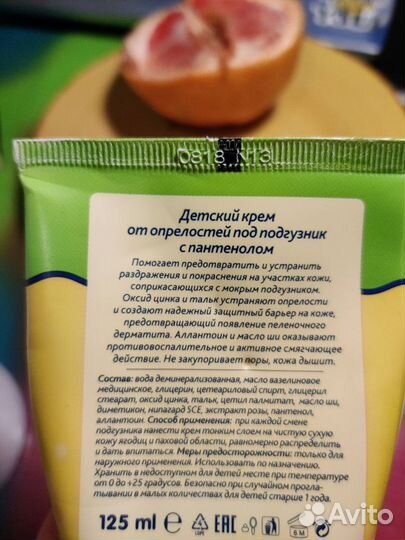 0818 К13
Детский крем
от опрелостей под подгузник
с пантенолом
Помогает предотвратить и устранить
раздражения и покраснения на участках кожи,
соприкасающихся с мокрым подгузником.
Оксид цинка и тальк устраняют опрелости
и создают надежный защитный барьер на коже,
предотвращающий появление пеленочного
дерматита. Аллантоин и масло ши оказывают
противовоспалительное и активное смягчающее
действие. Не закупоривает поры, кожа дышит.
Состав: вода деминерализованная, масло вазелиновое
медицинское, глицерин, цетеариловый спирт, глицерил
стеарат, оксид цинка, тальк, цетил палмитат, масло ши,
диметикон, нипагард SCE, экстракт розы, пантенол,
аллантоин. Способ применения: при каждой смене
подгузника нанести крем тонким слоем на чистую сухую
кожу ягодиц и паховой области, равномерно распределить
и дать впитаться. Меры предосторожности: только для
наружного применения. Использовать по назначению.
Хранить в недоступном для детей месте при температуре
от 0 до +25 градусов. Безопасно при случайном прогла-
тывании в малых количествах для детей старше 1 года.
125 ml e EAC 6 M
LDPE
Avito